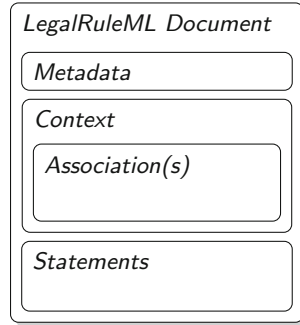 LegalRuleML Document
Metadata
Context
Association(s)
Statements